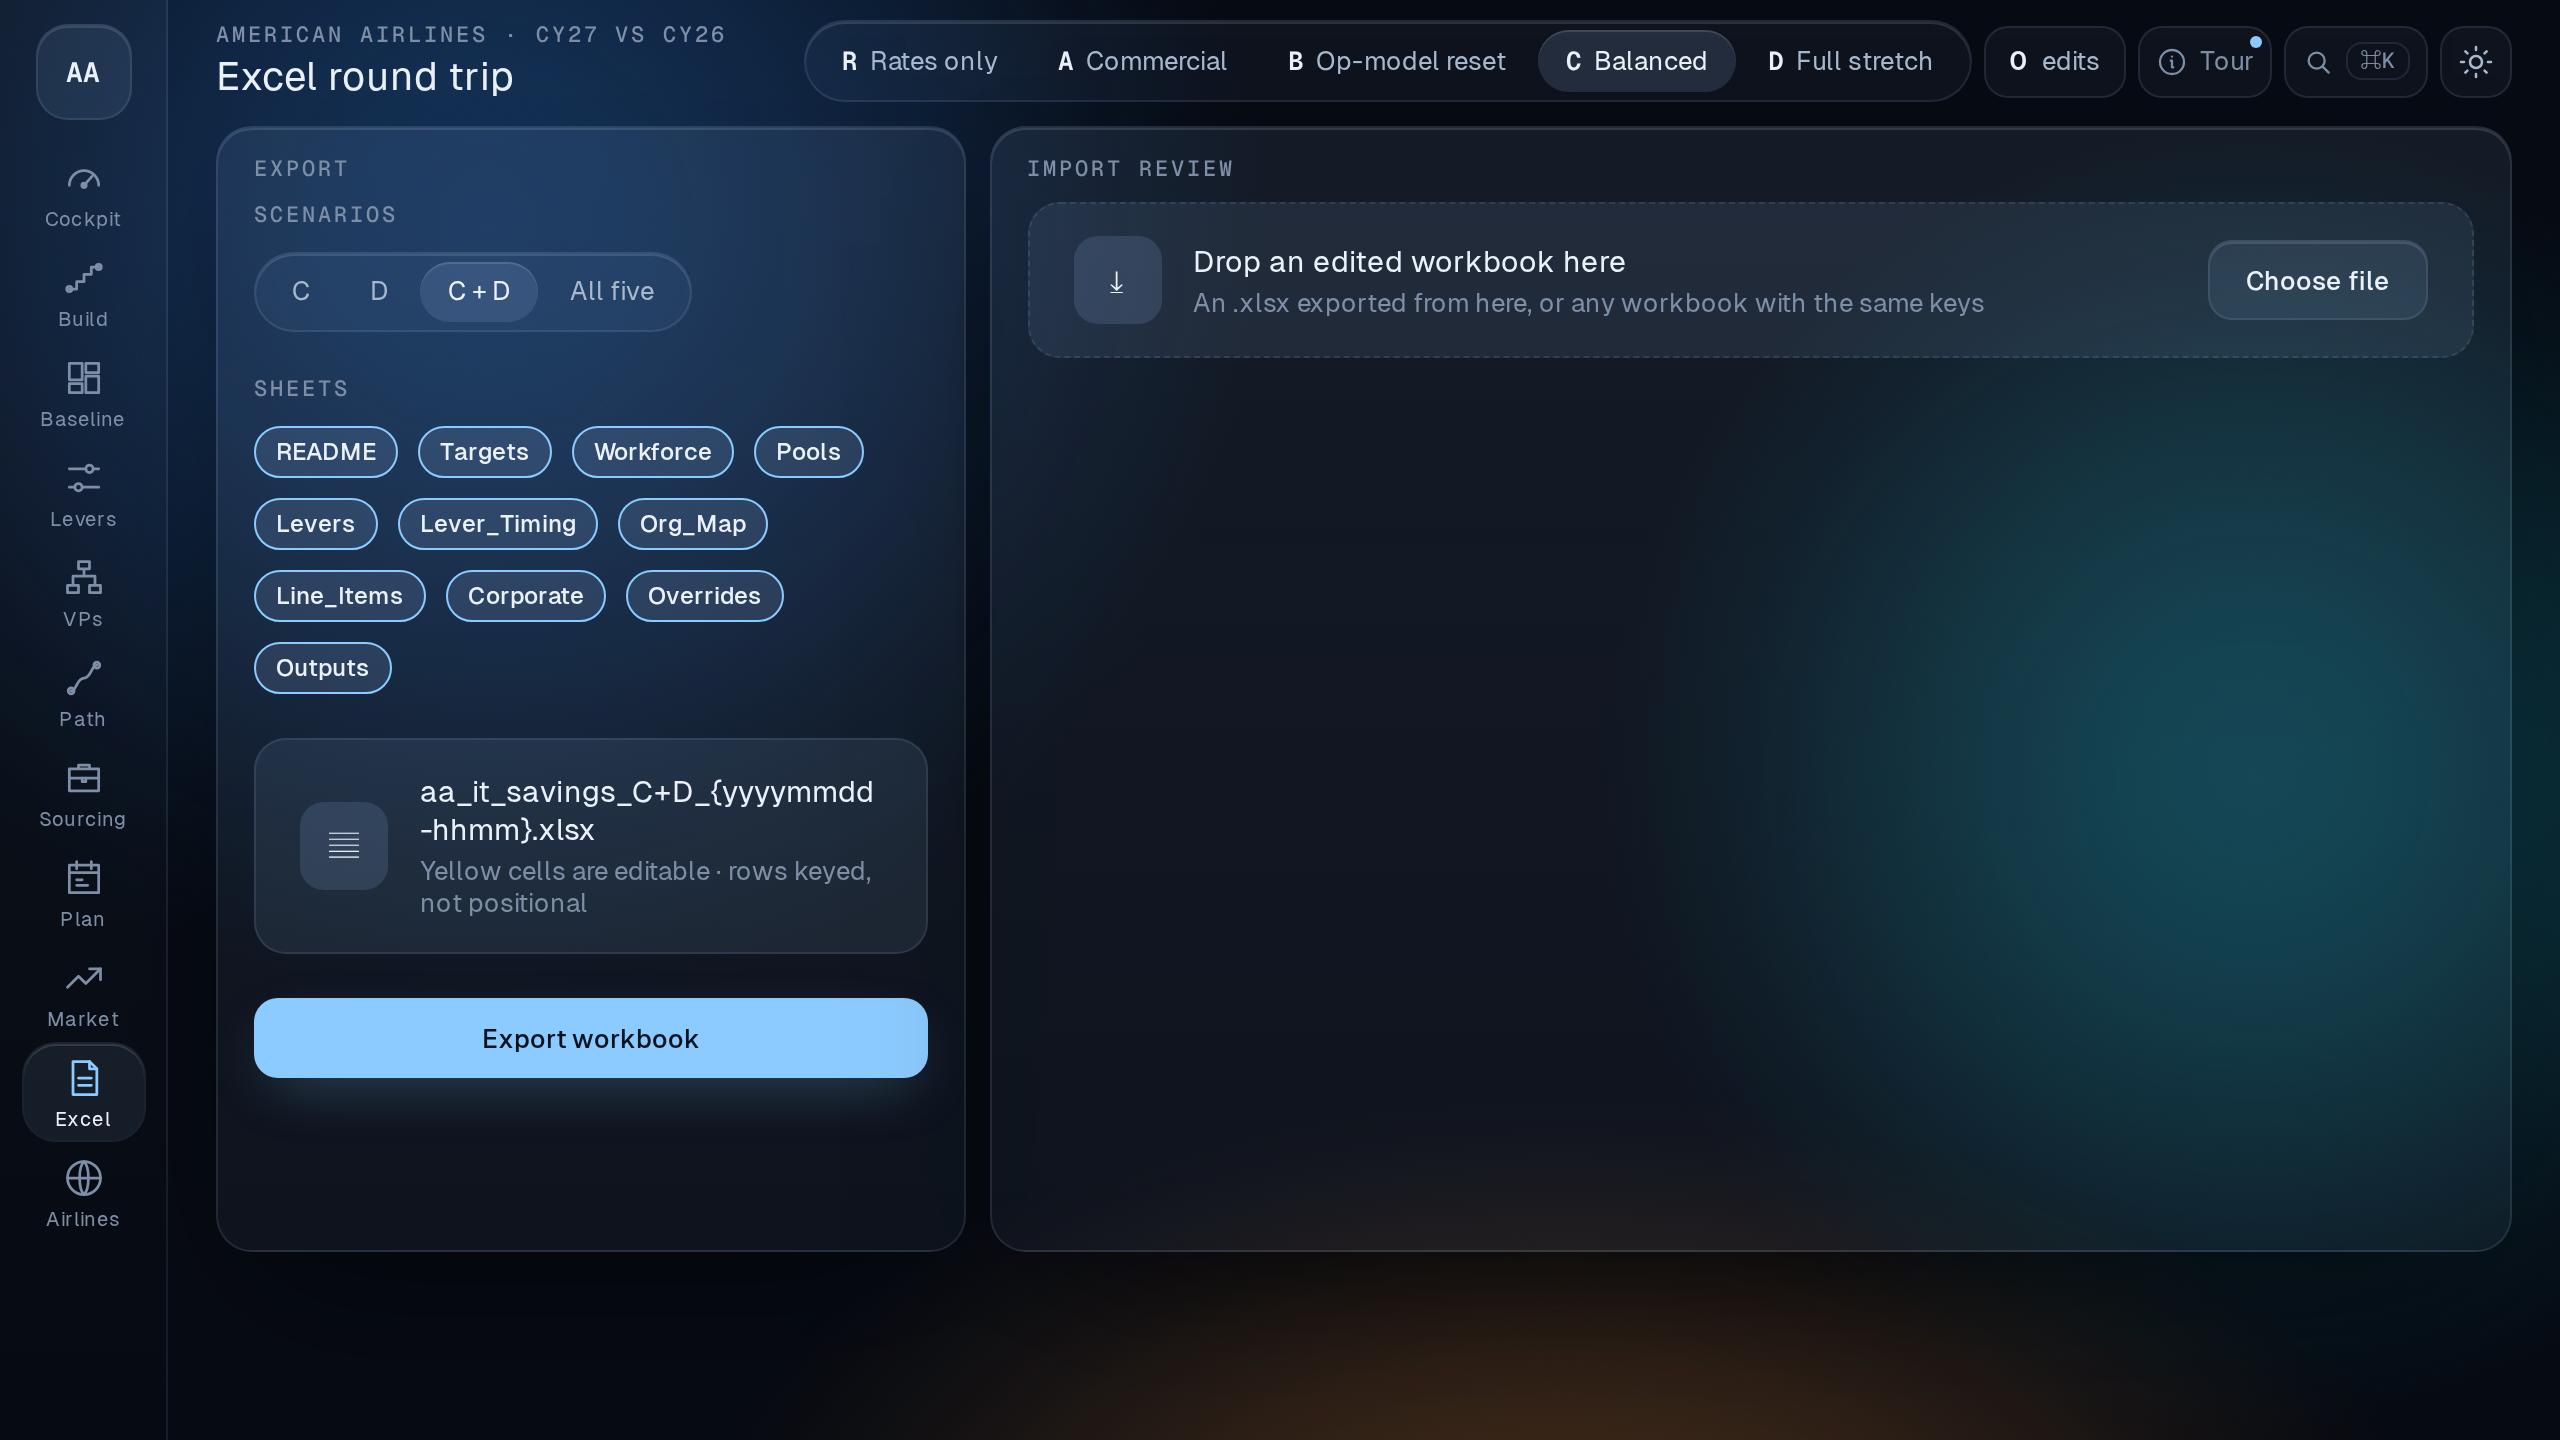 AA
AMERICAN AIRLINES · CY27 VS CY26
Excel round trip
R Rates only
A Commercial
B Op-model reset
C Balanced
D Full stretch
0 edits
Tour
⌘K
Cockpit
Build
Baseline
Levers
VPs
Path
Sourcing
Plan
Market
Excel
Airlines
EXPORT
SCENARIOS
C D C + D All five
SHEETS
README Targets Workforce Pools
Levers Lever_Timing Org_Map
Line_Items Corporate Overrides
Outputs
aa_it_savings_C+D_{yyyymmdd
-hhmm}.xlsx
Yellow cells are editable · rows keyed,
not positional
Export workbook
IMPORT REVIEW
Drop an edited workbook here
An .xlsx exported from here, or any workbook with the same keys
Choose file